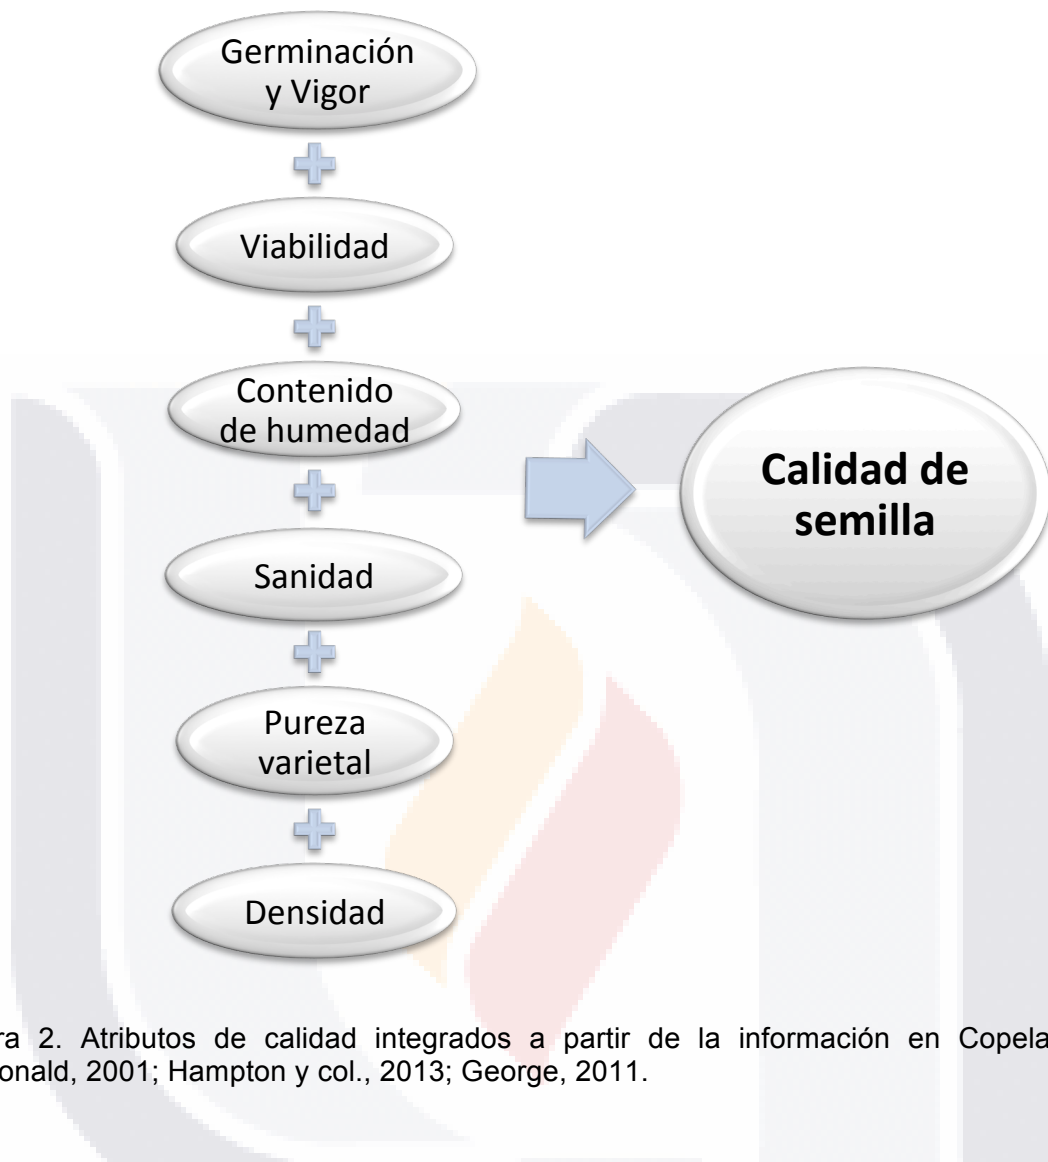 Germinación
y Vigor
Viabilidad
Contenido
de humedad
Sanidad
Pureza
varietal
Densidad
Calidad de
semilla
ra 2. Atributos de calidad integrados a partir de la información en Copela
onald, 2001; Hampton y col., 2013; George, 2011.